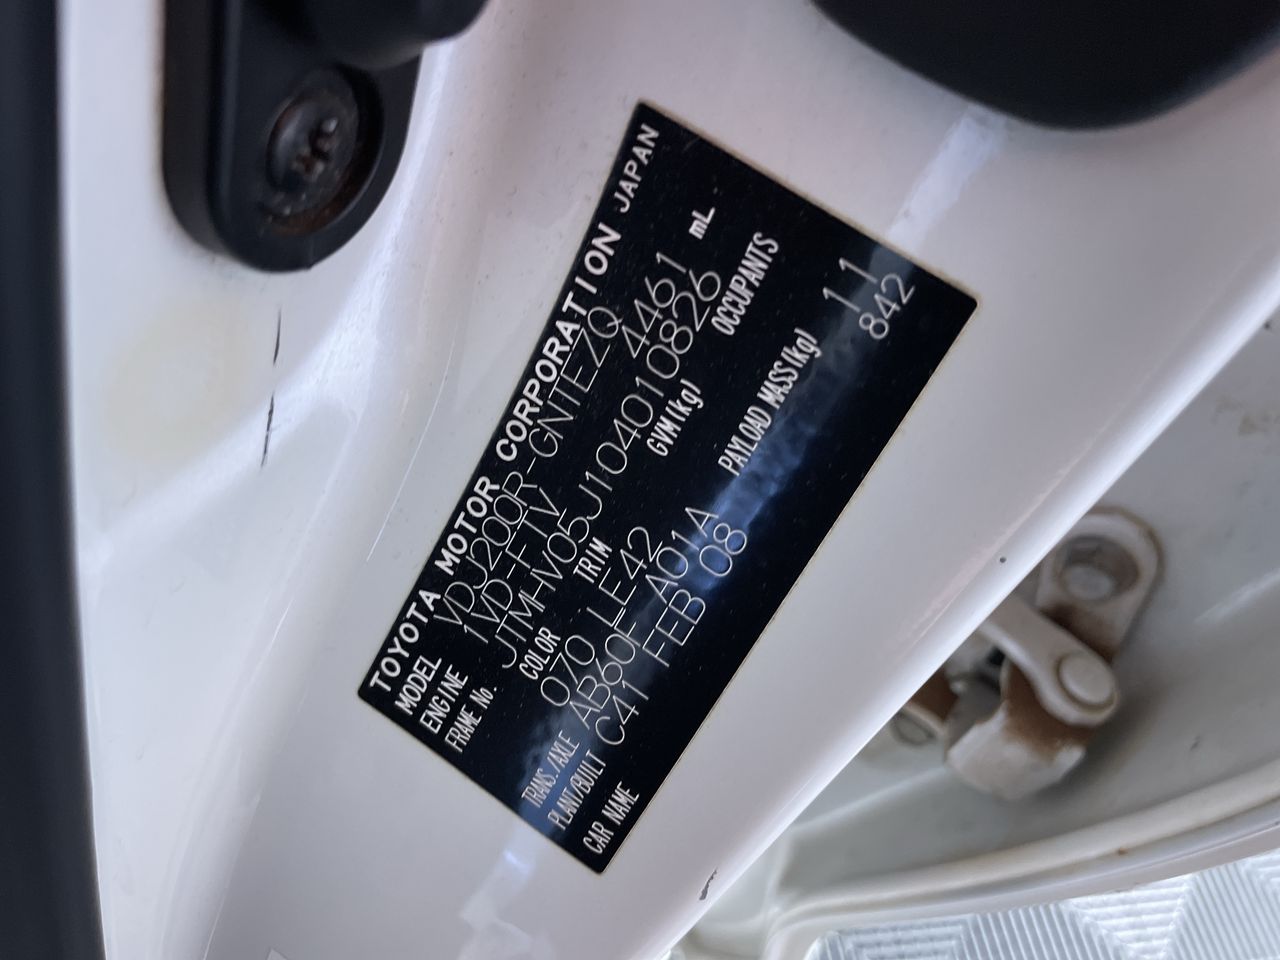 TOYOTA MOTOR CORPORATION JAPAN
MODEL VDJ200R-GNTEZQ
ENGINE 1VD-FTV 4461 mL
FRAME No. JTMHV05J104010826
COLOR TRIM GVM(kg) OCCUPANTS
070 LE42 11
TRANS./AXLE AB60F A01A PAYLOAD MASS(kg) 842
PLANT/BUILT C41 FEB 08
CAR NAME